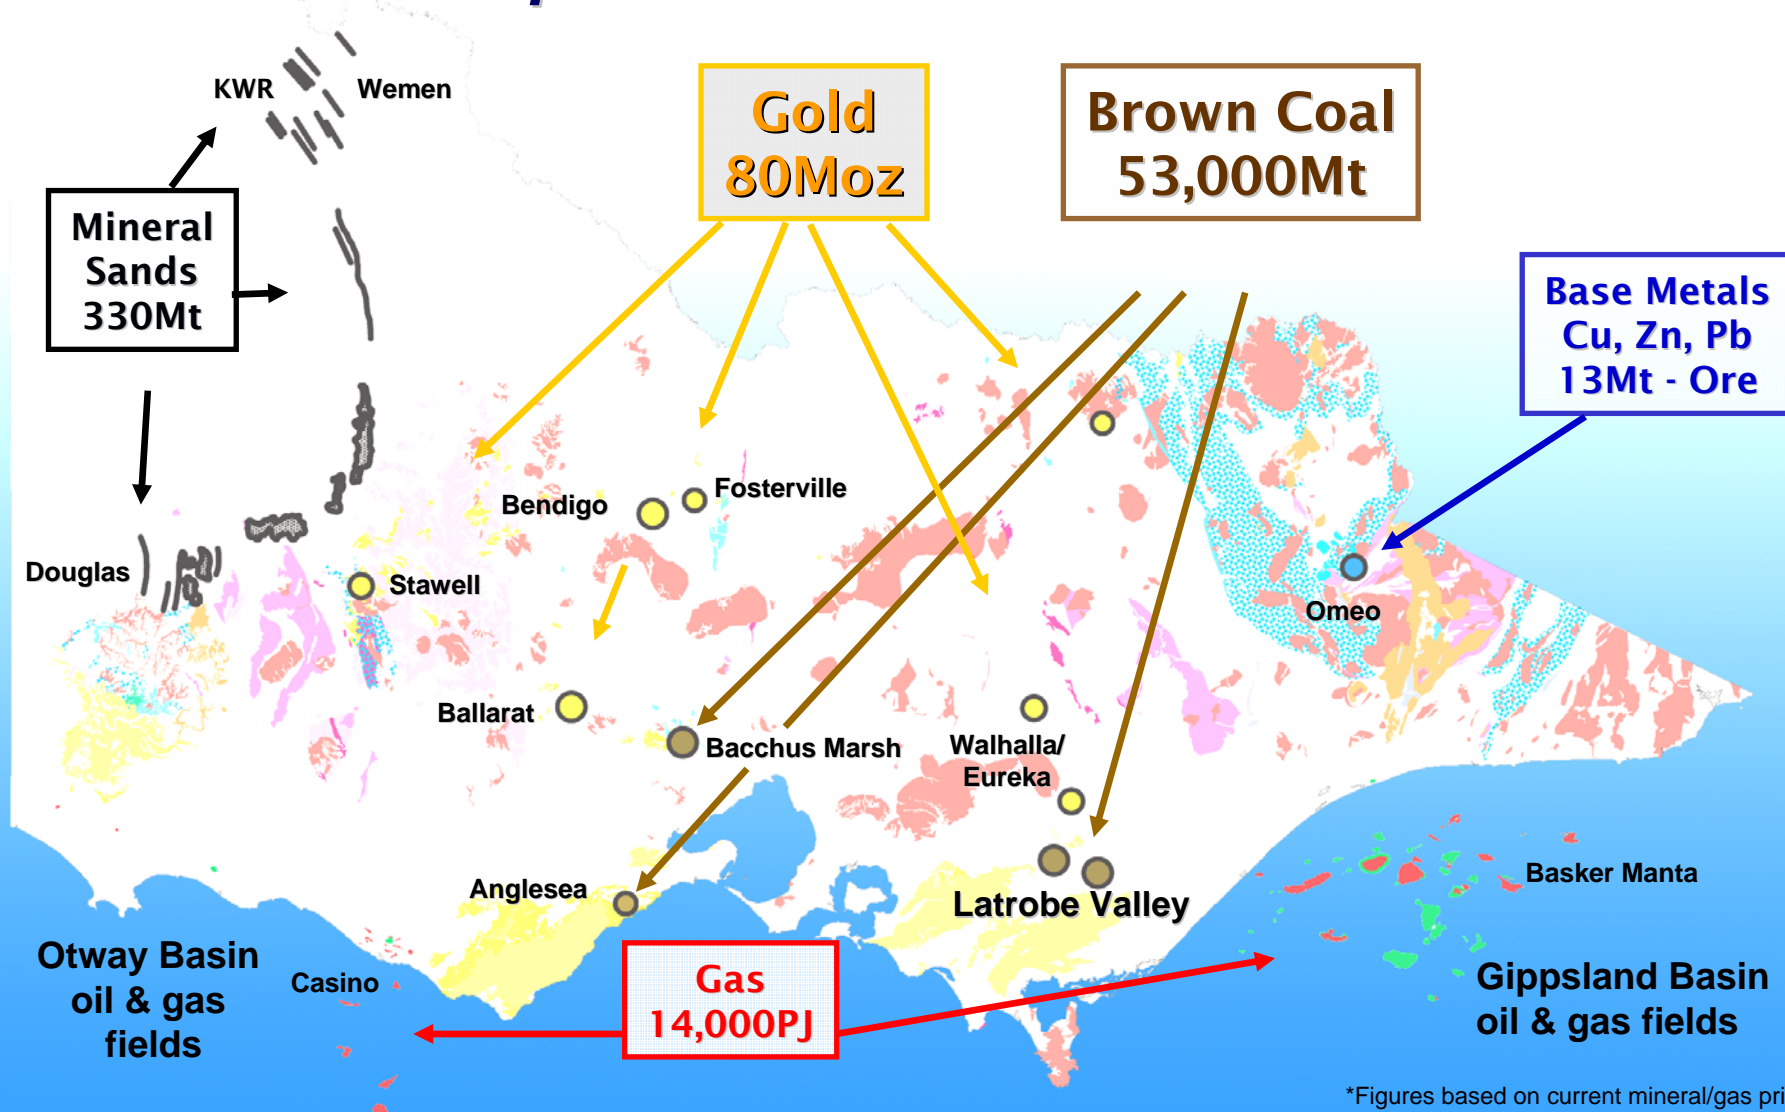 KWR
Wemen
Gold
80Moz
Brown Coal
53,000Mt
Mineral
Sands
330Mt
Base Metals
Cu, Zn, Pb
13Mt - Ore
Bendigo
Fosterville
Douglas
Stawell
Omeo
Ballarat
Bacchus Marsh
Walhalla/
Eureka
Anglesea
Latrobe Valley
Basker Manta
Otway Basin
oil & gas
fields
Casino
Gas
14,000PJ
Gippsland Basin
oil & gas fields
*Figures based on current mineral/gas pri